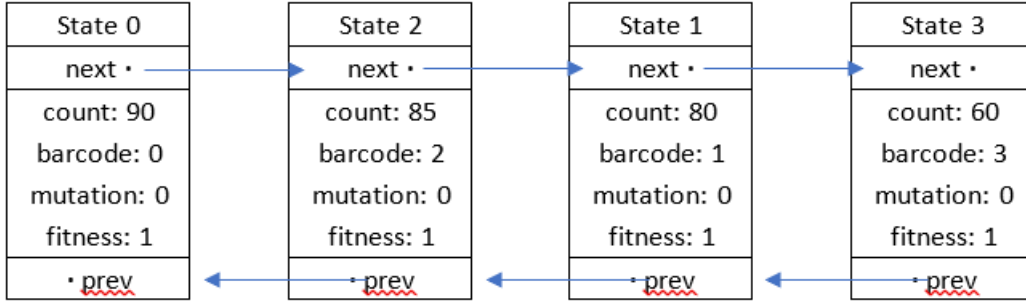 State 0
next ·
count: 90
barcode: 0
mutation: 0
fitness: 1
· prev
State 2
next ·
count: 85
barcode: 2
mutation: 0
fitness: 1
· prev
State 1
next ·
count: 80
barcode: 1
mutation: 0
fitness: 1
· prev
State 3
next ·
count: 60
barcode: 3
mutation: 0
fitness: 1
· prev